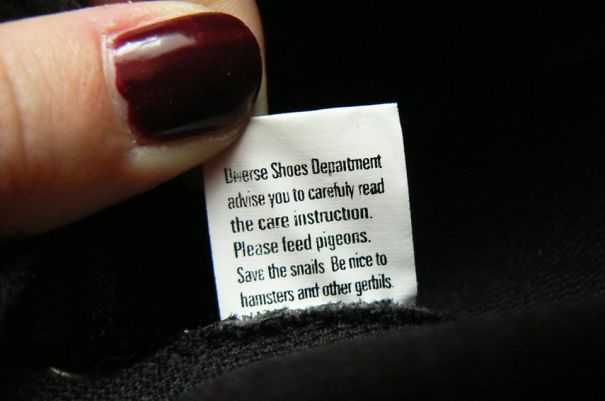 Diverse Shoes Department
advise you to carefuly read
the care instruction.
Please feed pigeons.
Save the snails Be nice to
hamsters and other gerbils.